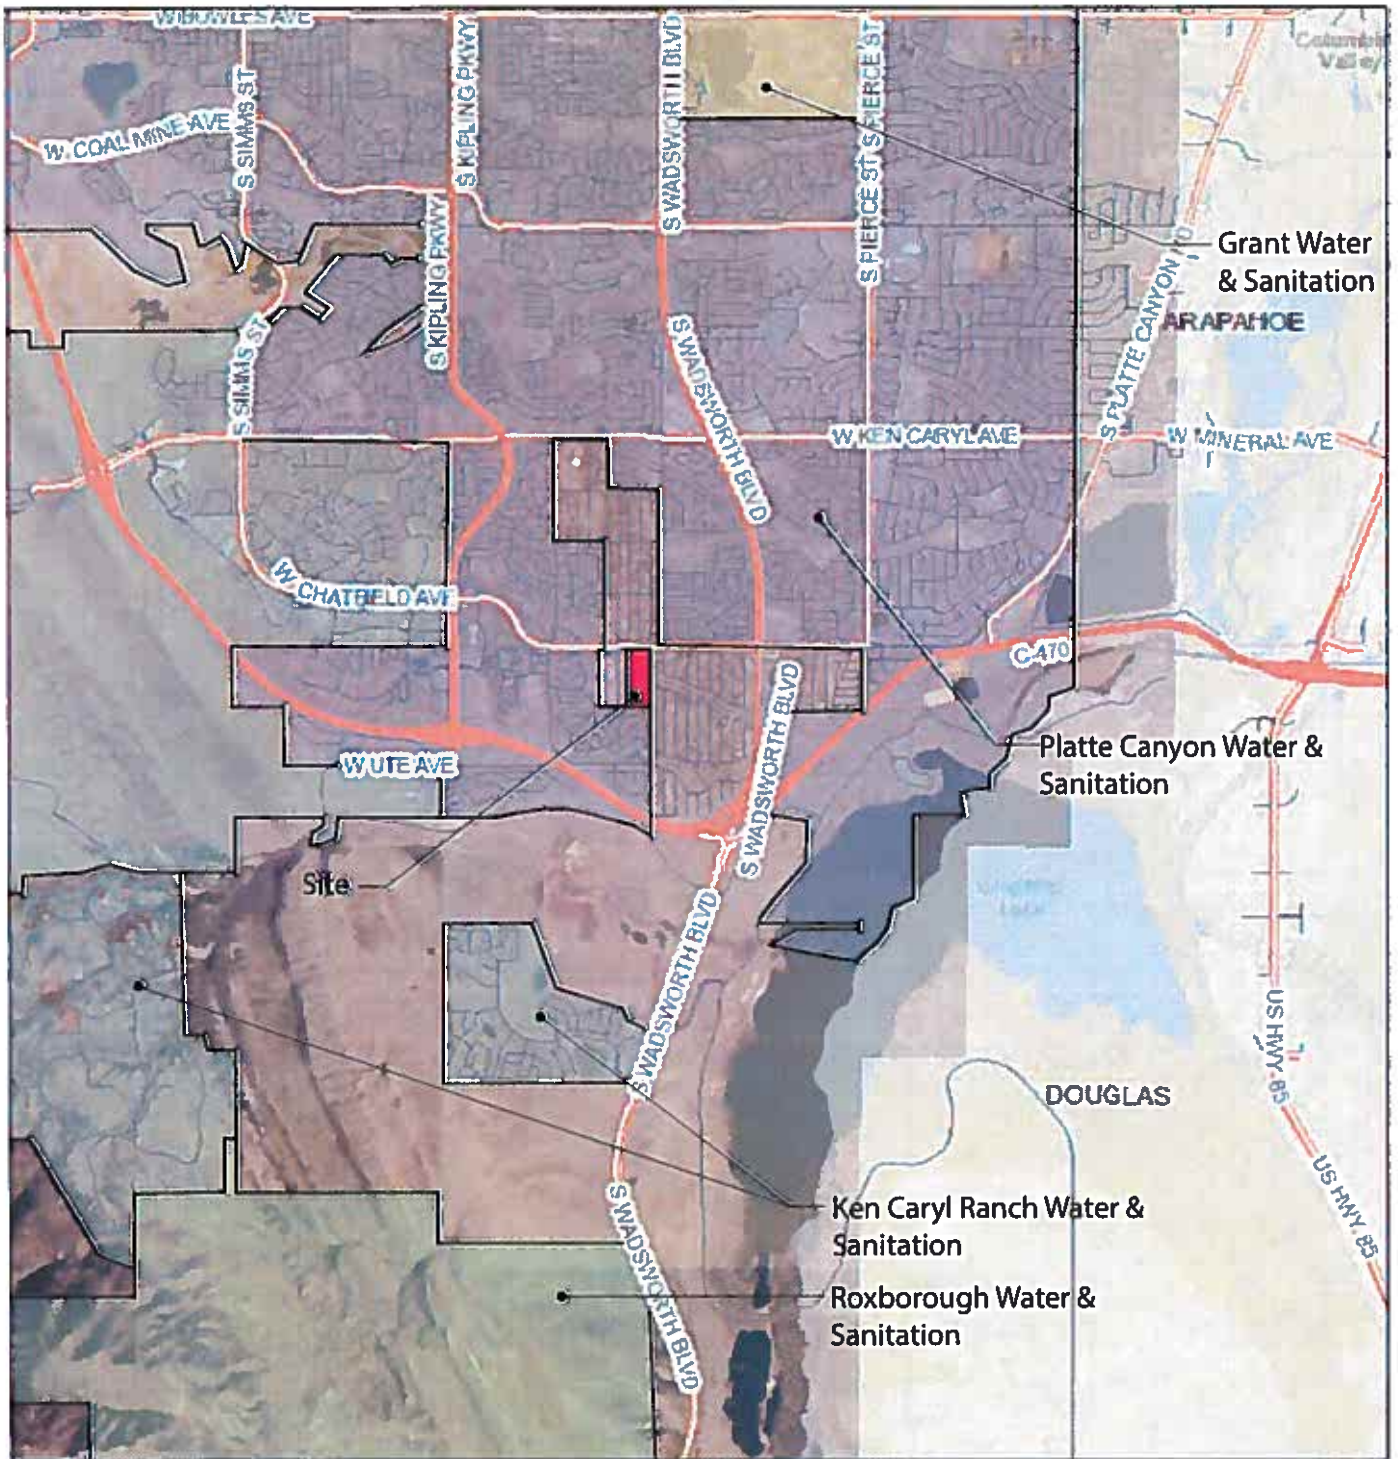 W BOWLES AVE
S SIMMS ST
S KIPLING PKWY
S WADSWORTH BLVD
S PIERCE ST
S PIERCE ST
Columbine
Valley
W COAL MINE AVE
S KIPLING PKWY
S PLATTE CANYON RD
Grant Water
& Sanitation
ARAPAHOE
S SIMMS ST
S WADSWORTH BLVD
W KEN CARYL AVE
W MINERAL AVE
W CHATFIELD AVE
C-470
Platte Canyon Water &
Sanitation
W UTE AVE
S WADSWORTH BLVD
Site
S WADSWORTH BLVD
US HWY 85
DOUGLAS
US HWY 85
Ken Caryl Ranch Water &
Sanitation
S WADSWORTH BLVD
Roxborough Water &
Sanitation